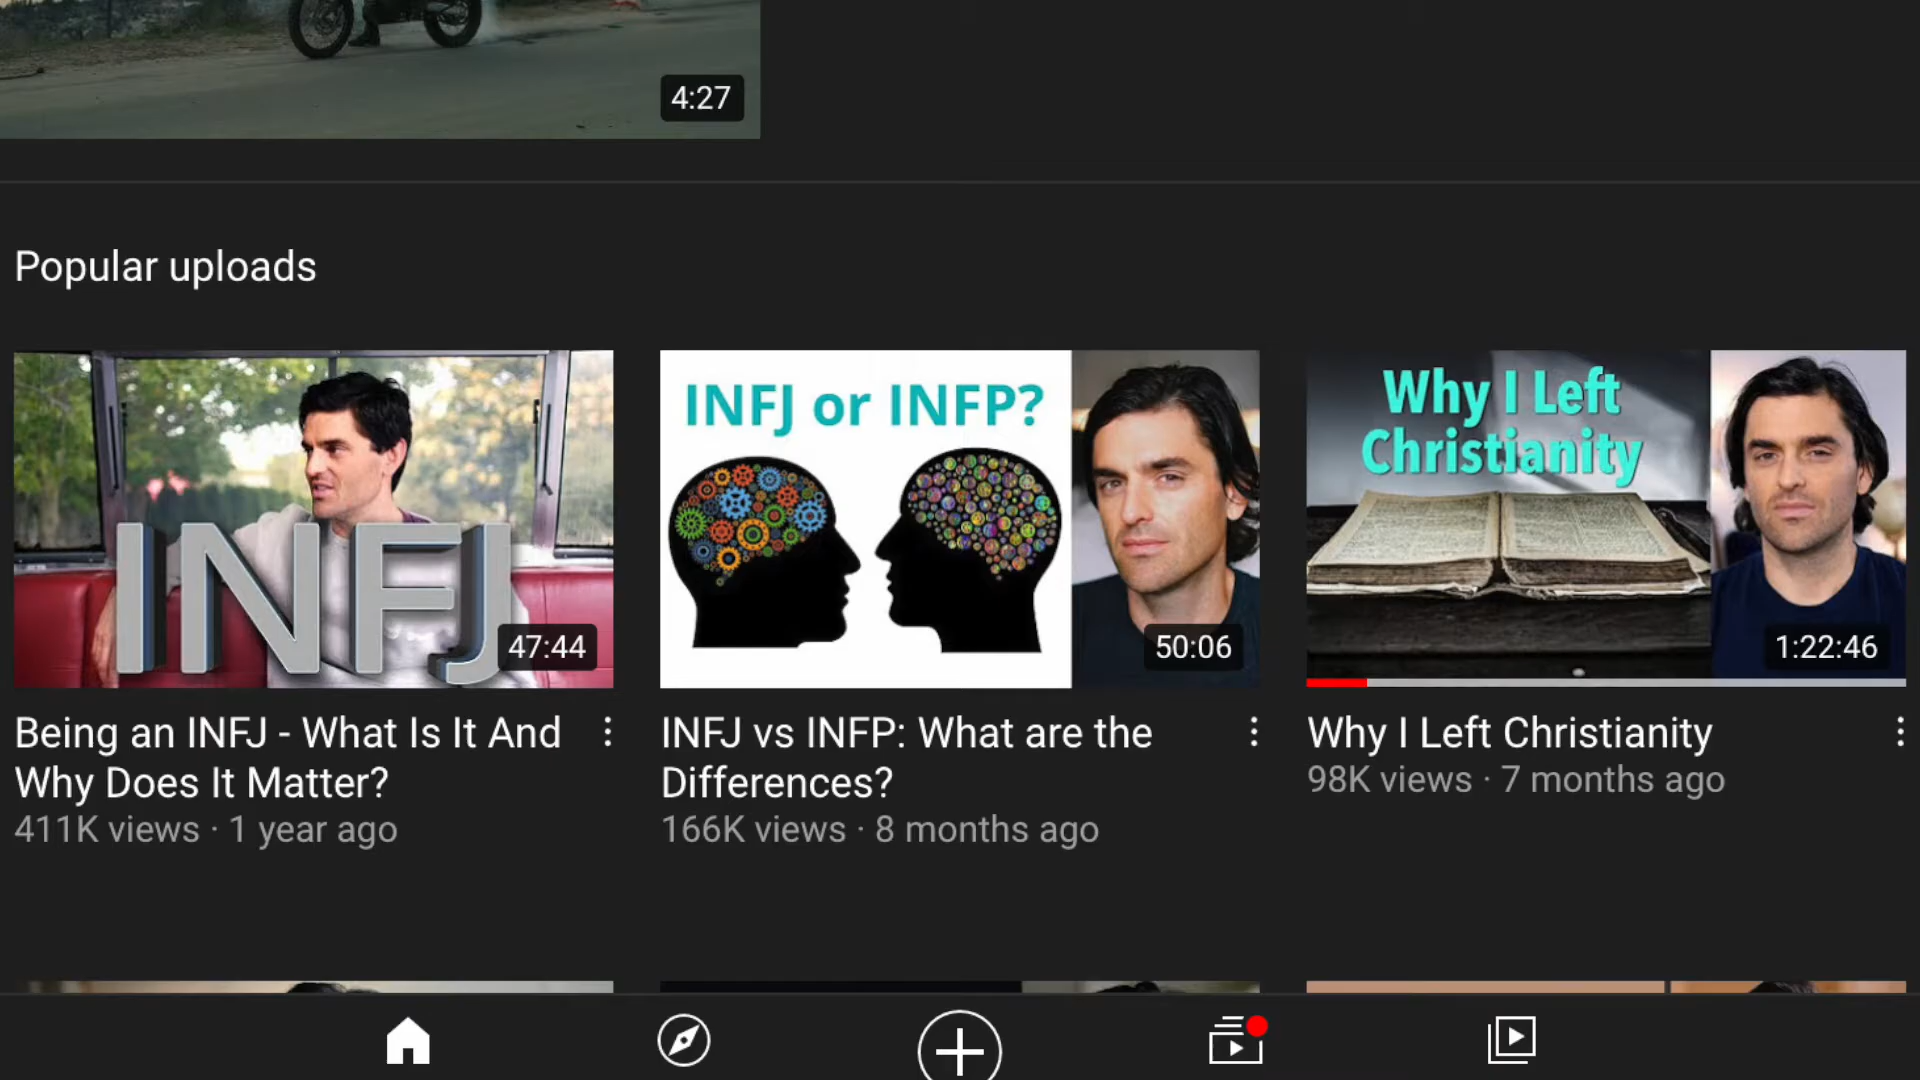 4:27
Popular uploads
INFJ
47:44
INFJ or INFP?
50:06
Why I Left
Christianity
1:22:46
Being an INFJ - What Is It And
Why Does It Matter?
411K views · 1 year ago
INFJ vs INFP: What are the
Differences?
166K views · 8 months ago
Why I Left Christianity
98K views · 7 months ago